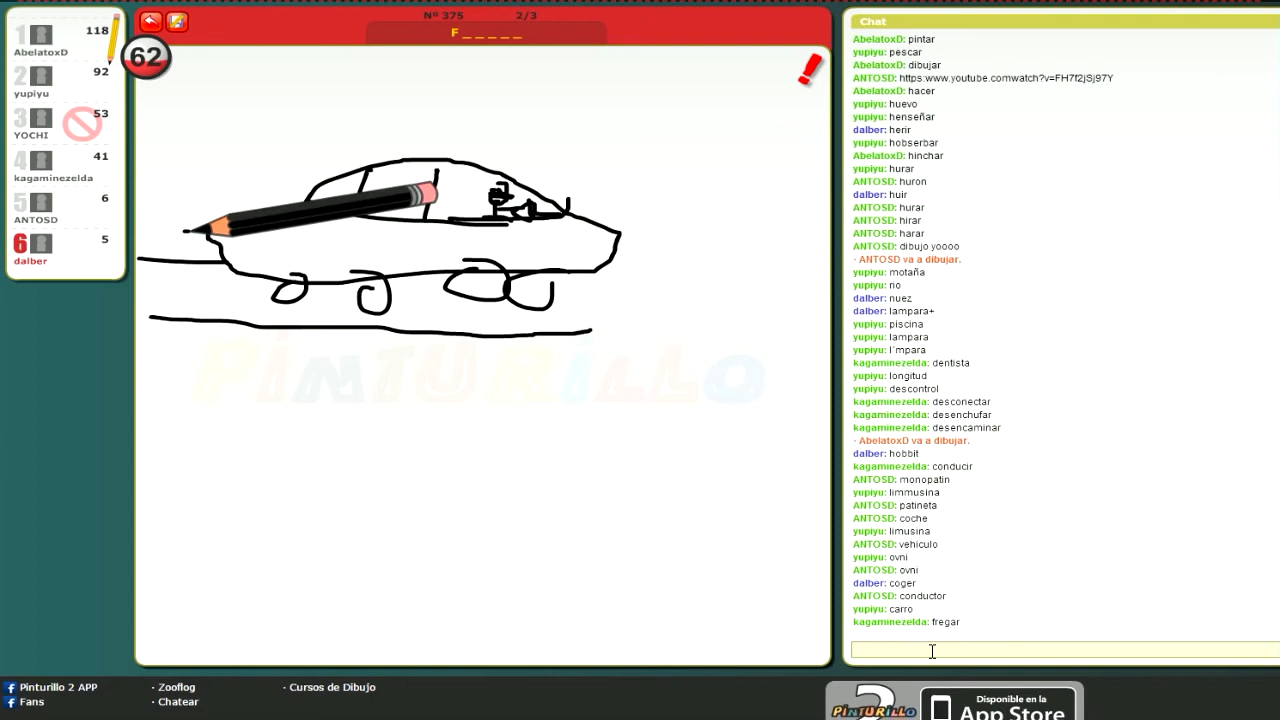 1 118
AbelatoxD
2 92
yupiyu
3 53
YOCHI
4 41
kagaminezelda
5 6
ANTOSD
6 5
dalber
62
Nº 375 2/3
F _ _ _ _ _
PINTURILLO
Chat
AbelatoxD: pintar
yupiyu: pescar
AbelatoxD: dibujar
ANTOSD: https:www.youtube.comwatch?v=FH7f2jSj97Y
AbelatoxD: hacer
yupiyu: huevo
yupiyu: henseñar
dalber: herir
yupiyu: hobserbar
AbelatoxD: hinchar
yupiyu: hurar
ANTOSD: huron
dalber: huir
ANTOSD: hurar
ANTOSD: hirar
ANTOSD: harar
ANTOSD: dibujo yoooo
· ANTOSD va a dibujar.
yupiyu: motaña
yupiyu: rio
dalber: nuez
dalber: lampara+
yupiyu: piscina
yupiyu: lampara
yupiyu: l´mpara
kagaminezelda: dentista
yupiyu: longitud
yupiyu: descontrol
kagaminezelda: desconectar
kagaminezelda: desenchufar
kagaminezelda: desencaminar
· AbelatoxD va a dibujar.
dalber: hobbit
kagaminezelda: conducir
ANTOSD: monopatin
yupiyu: limmusina
ANTOSD: patineta
ANTOSD: coche
yupiyu: limusina
ANTOSD: vehiculo
yupiyu: ovni
ANTOSD: ovni
dalber: coger
ANTOSD: conductor
yupiyu: carro
kagaminezelda: fregar
Pinturillo 2 APP · Zooflog · Cursos de Dibujo
Fans · Chatear
2
PINTURILLO
Disponible en la
App Store